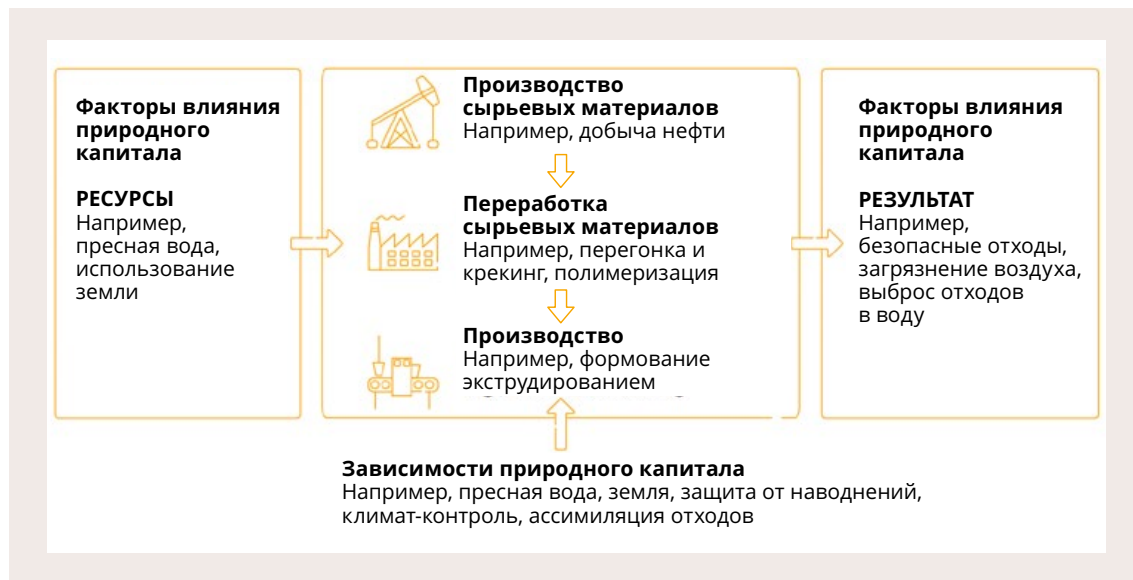 Факторы влияния
природного
капитала
РЕСУРСЫ
Например,
пресная вода,
использование
земли
Производство
сырьевых материалов
Например, добыча нефти
Переработка
сырьевых материалов
Например, перегонка и
крекинг, полимеризация
Производство
Например, формование
экструдированием
Факторы влияния
природного
капитала
РЕЗУЛЬТАТ
Например,
безопасные отходы,
загрязнение воздуха,
выброс отходов
в воду
Зависимости природного капитала
Например, пресная вода, земля, защита от наводнений,
климат-контроль, ассимиляция отходов